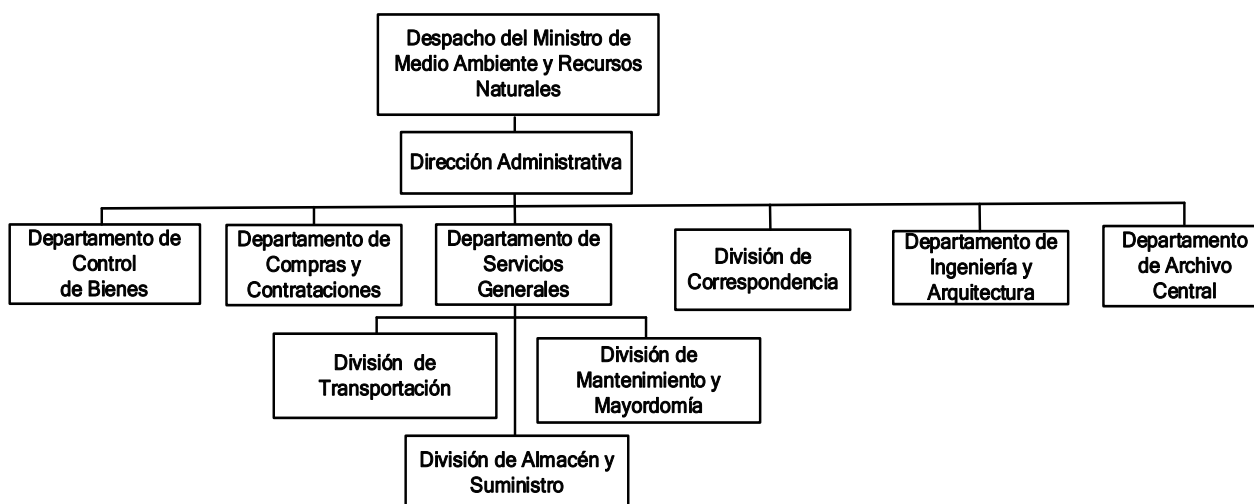 Despacho del Ministro de
Medio Ambiente y Recursos
Naturales
Dirección Administrativa
Departamento de
Control
de Bienes
Departamento de
Compras y
Contrataciones
Departamento de
Servicios
Generales
División de
Correspondencia
Departamento de
Ingeniería y
Arquitectura
Departamento
de Archivo
Central
División de
Transportación
División de
Mantenimiento y
Mayordomía
División de Almacén y
Suministro